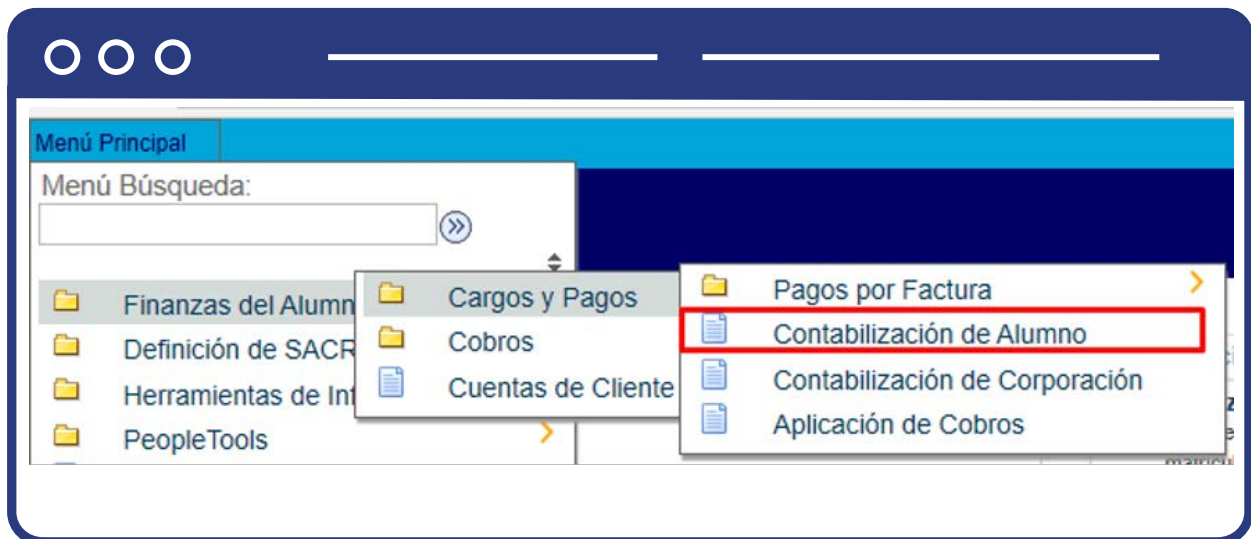 Menú Principal
Menú Búsqueda:
Finanzas del Alumn
Definición de SACR
Herramientas de Int
PeopleTools
Cargos y Pagos
Cobros
Cuentas de Cliente
Pagos por Factura
Contabilización de Alumno
Contabilización de Corporación
Aplicación de Cobros